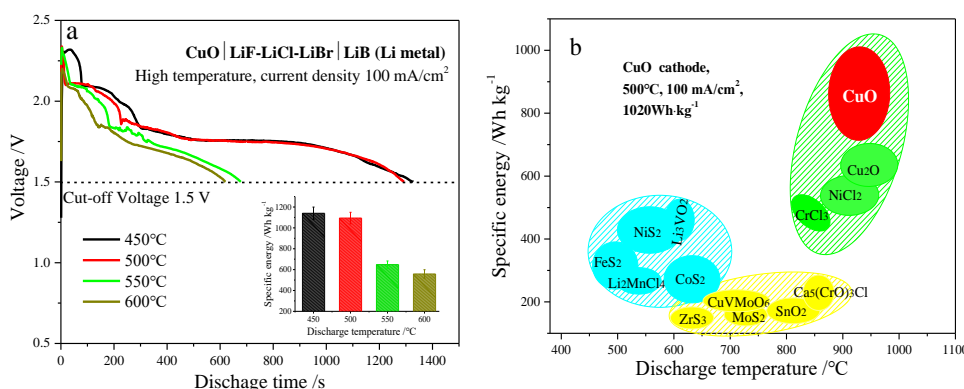 a
CuO | LiF-LiCl-LiBr | LiB (Li metal)
High temperature, current density 100 mA/cm²
Voltage /V
2.5
2.0
1.5
1.0
0.5
Cut-off Voltage 1.5 V
450℃
500℃
550℃
600℃
Specific energy /Wh kg⁻¹
1200
1000
800
600
400
450 500 550 600
Discharge temperature /℃
0 200 400 600 800 1000 1200 1400
Dischage time /s
b
CuO cathode,
500℃, 100 mA/cm²,
1020Wh·kg⁻¹
Specific energy /Wh kg⁻¹
1000
800
600
400
200
CuO
Cu₂O
NiCl₂
CrCl₃
Li₃VO₂
NiS₂
FeS₂
Li₂MnCl₄
CoS₂
CuVMoO₆
Ca₅(CrO)₃Cl
ZrS₃
MoS₂
SnO₂
400 500 600 700 800 900 1000 1100
Discharge temperature /℃